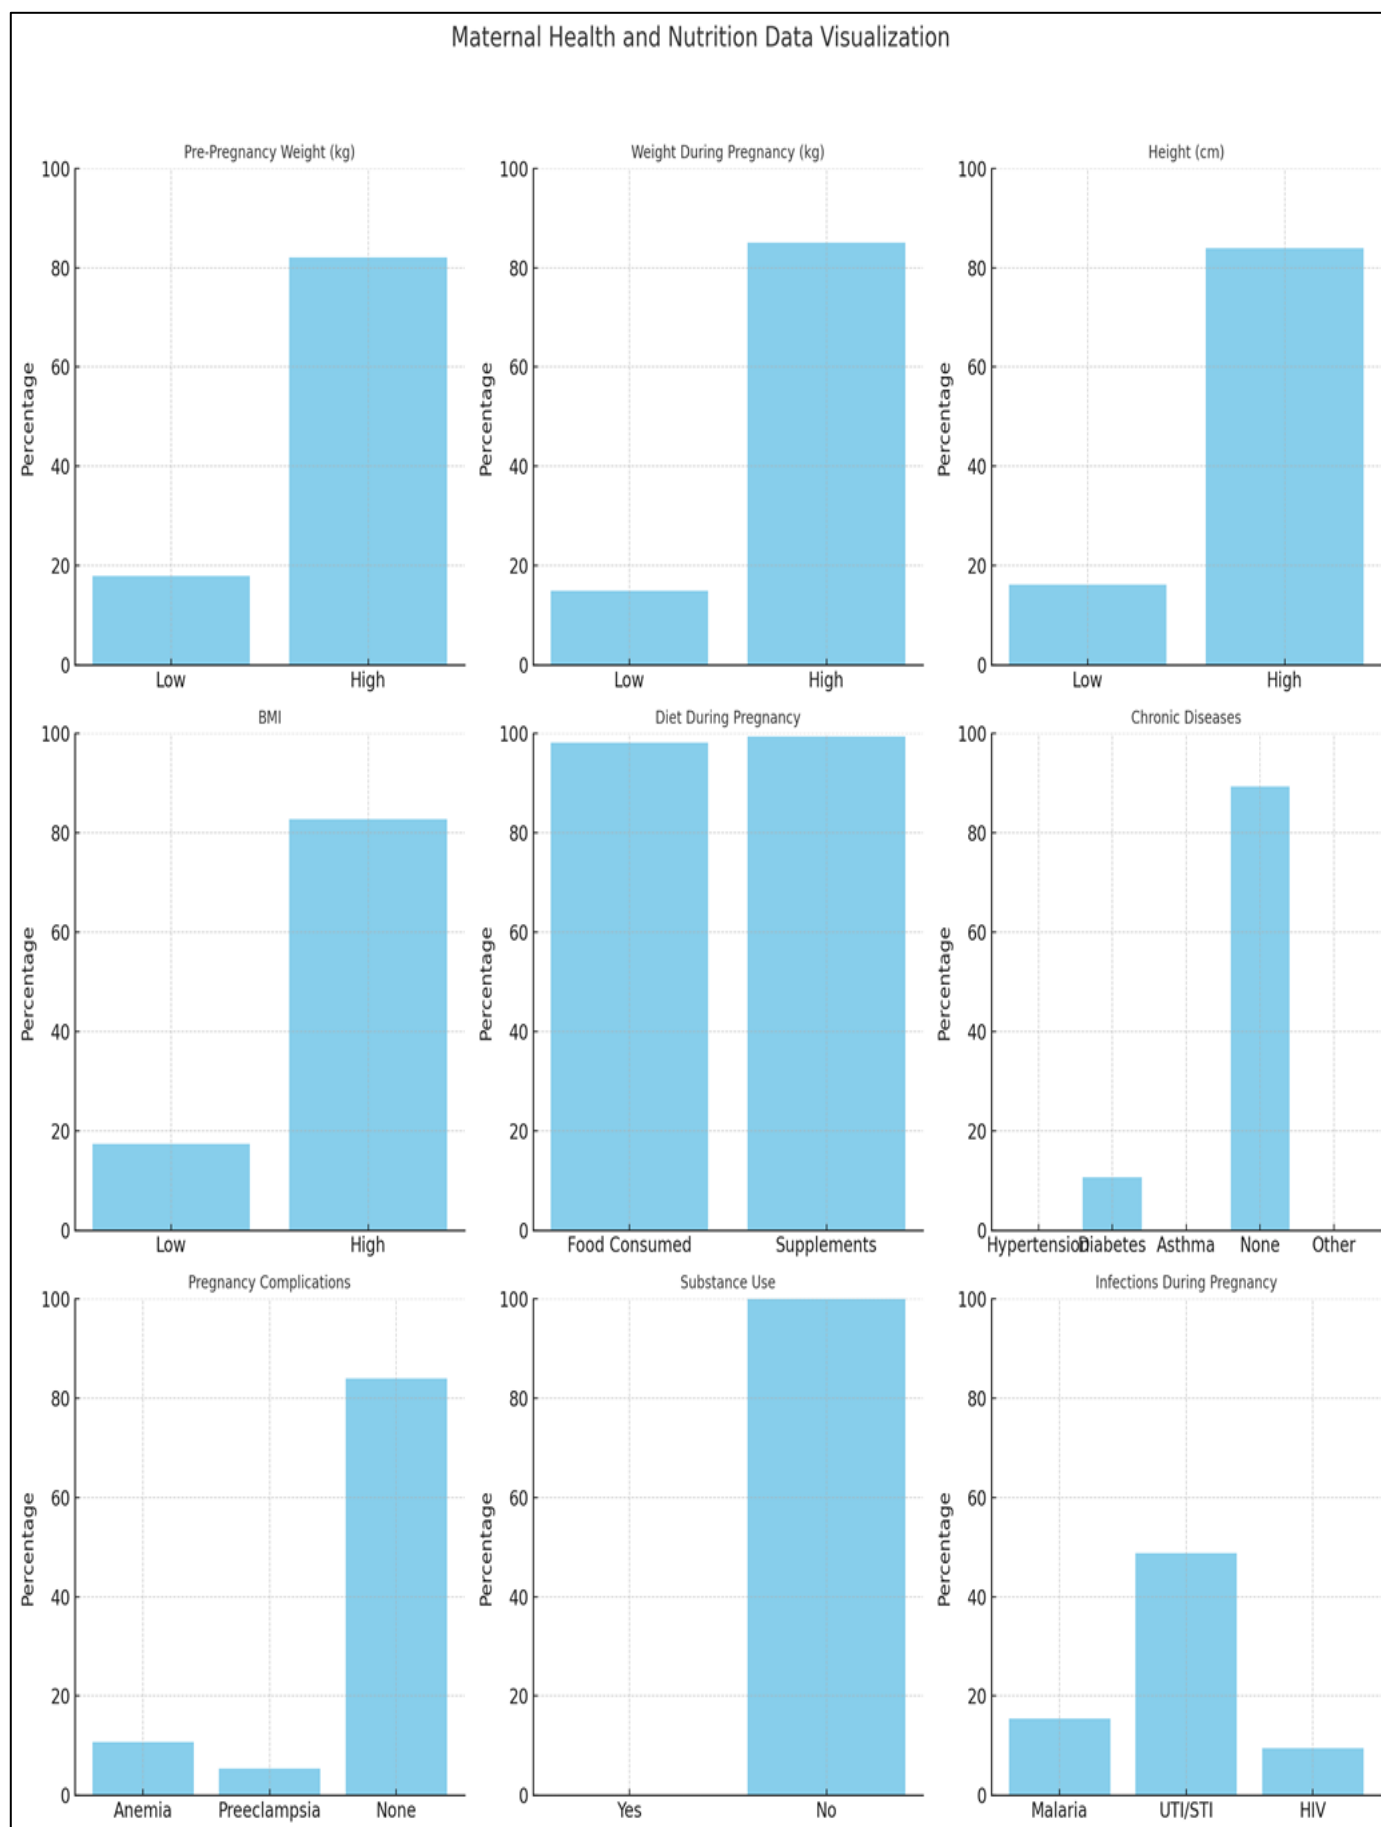 Maternal Health and Nutrition Data Visualization
Pre-Pregnancy Weight (kg)
100
80
60
40
20
0
Percentage
Low High
Weight During Pregnancy (kg)
100
80
60
40
20
0
Percentage
Low High
Height (cm)
100
80
60
40
20
0
Percentage
Low High
BMI
100
80
60
40
20
0
Percentage
Low High
Diet During Pregnancy
100
80
60
40
20
0
Percentage
Food Consumed Supplements
Chronic Diseases
100
80
60
40
20
0
Percentage
Hypertension Diabetes Asthma None Other
Pregnancy Complications
100
80
60
40
20
0
Percentage
Anemia Preeclampsia None
Substance Use
100
80
60
40
20
0
Percentage
Yes No
Infections During Pregnancy
100
80
60
40
20
0
Percentage
Malaria UTI/STI HIV